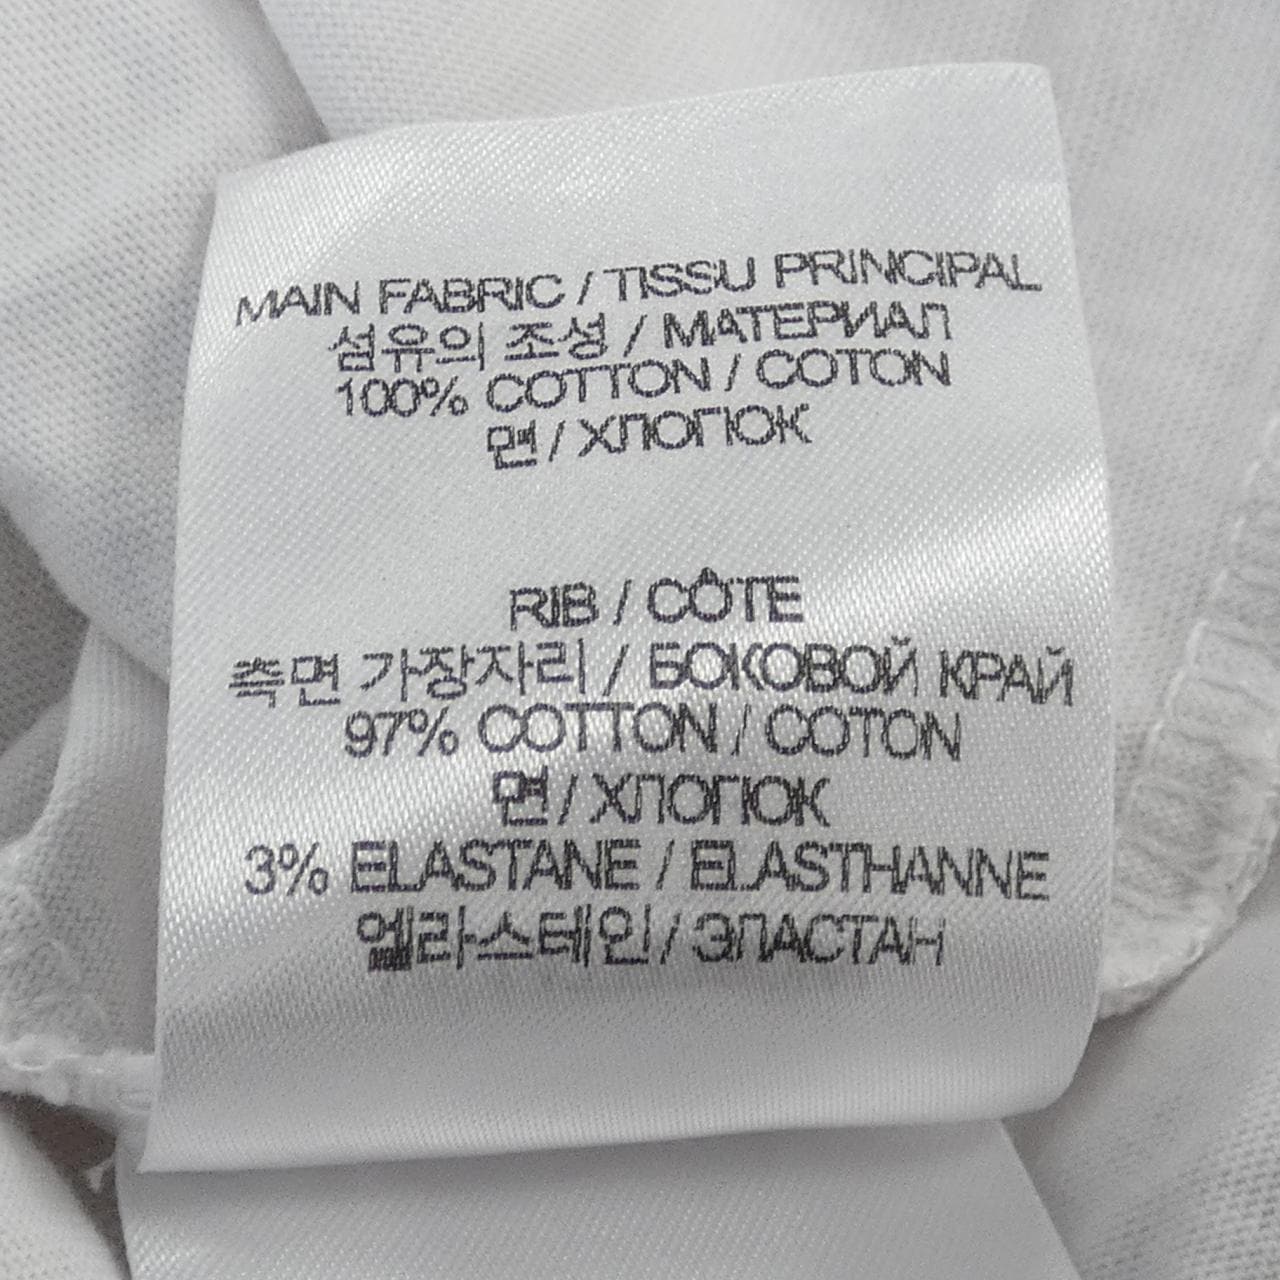 MAIN FABRIC / TISSU PRINCIPAL
섬유의 조성 / МАТЕРИАЛ
100% COTTON / COTON
면 / ХЛОПОК
RIB / CÔTE
측면 가장자리 / БОКОВОЙ КРАЙ
97% COTTON / COTON
면 / ХЛОПОК
3% ELASTANE / ELASTHANNE
엘라스테인 / ЭЛАСТАН